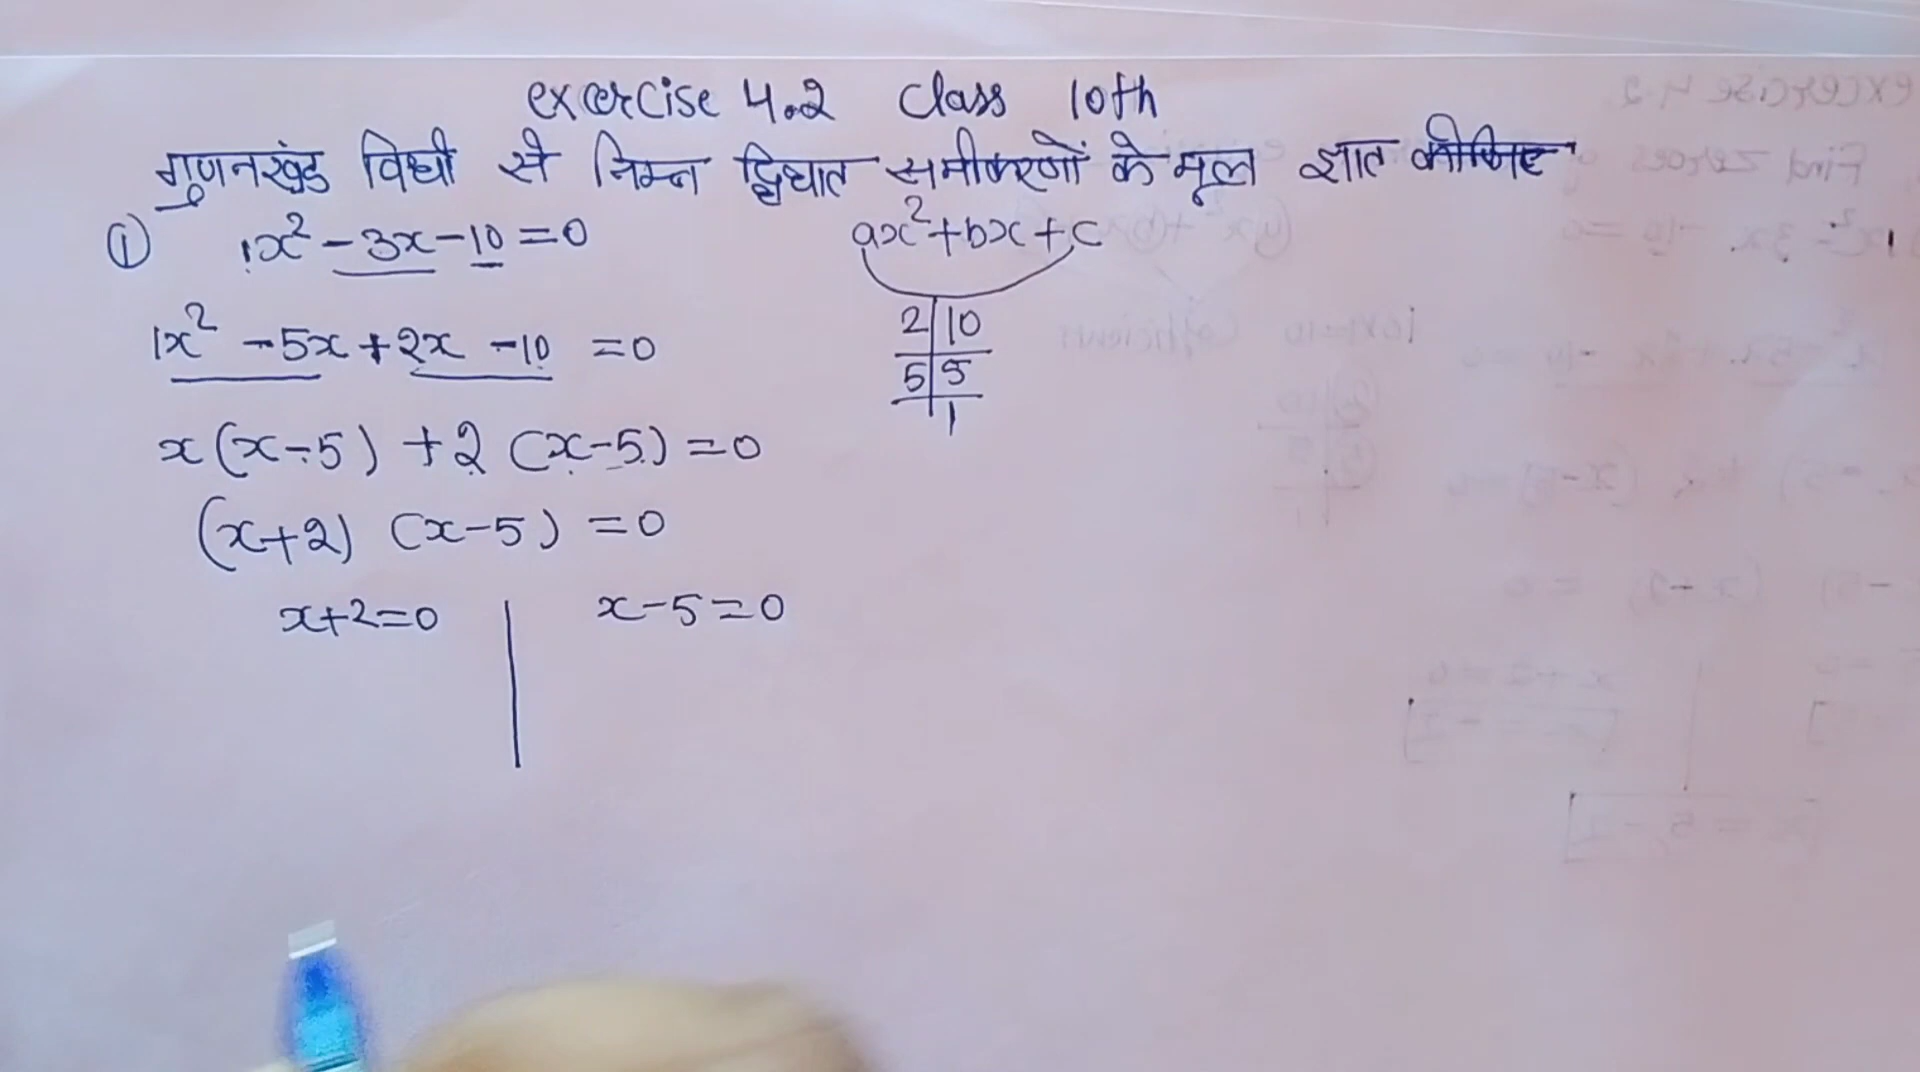 exercise 4.2 class 10th
गुणनखंड विधी से निम्न द्विघात समीकरणों के मूल ज्ञात कीजिए
① 1x² - 3x - 10 = 0
ax² + bx + c
1x² - 5x + 2x - 10 = 0
2 | 10
5 | 5
1
x (x-5) + 2 (x-5) = 0
(x+2) (x-5) = 0
x+2=0 | x-5=0